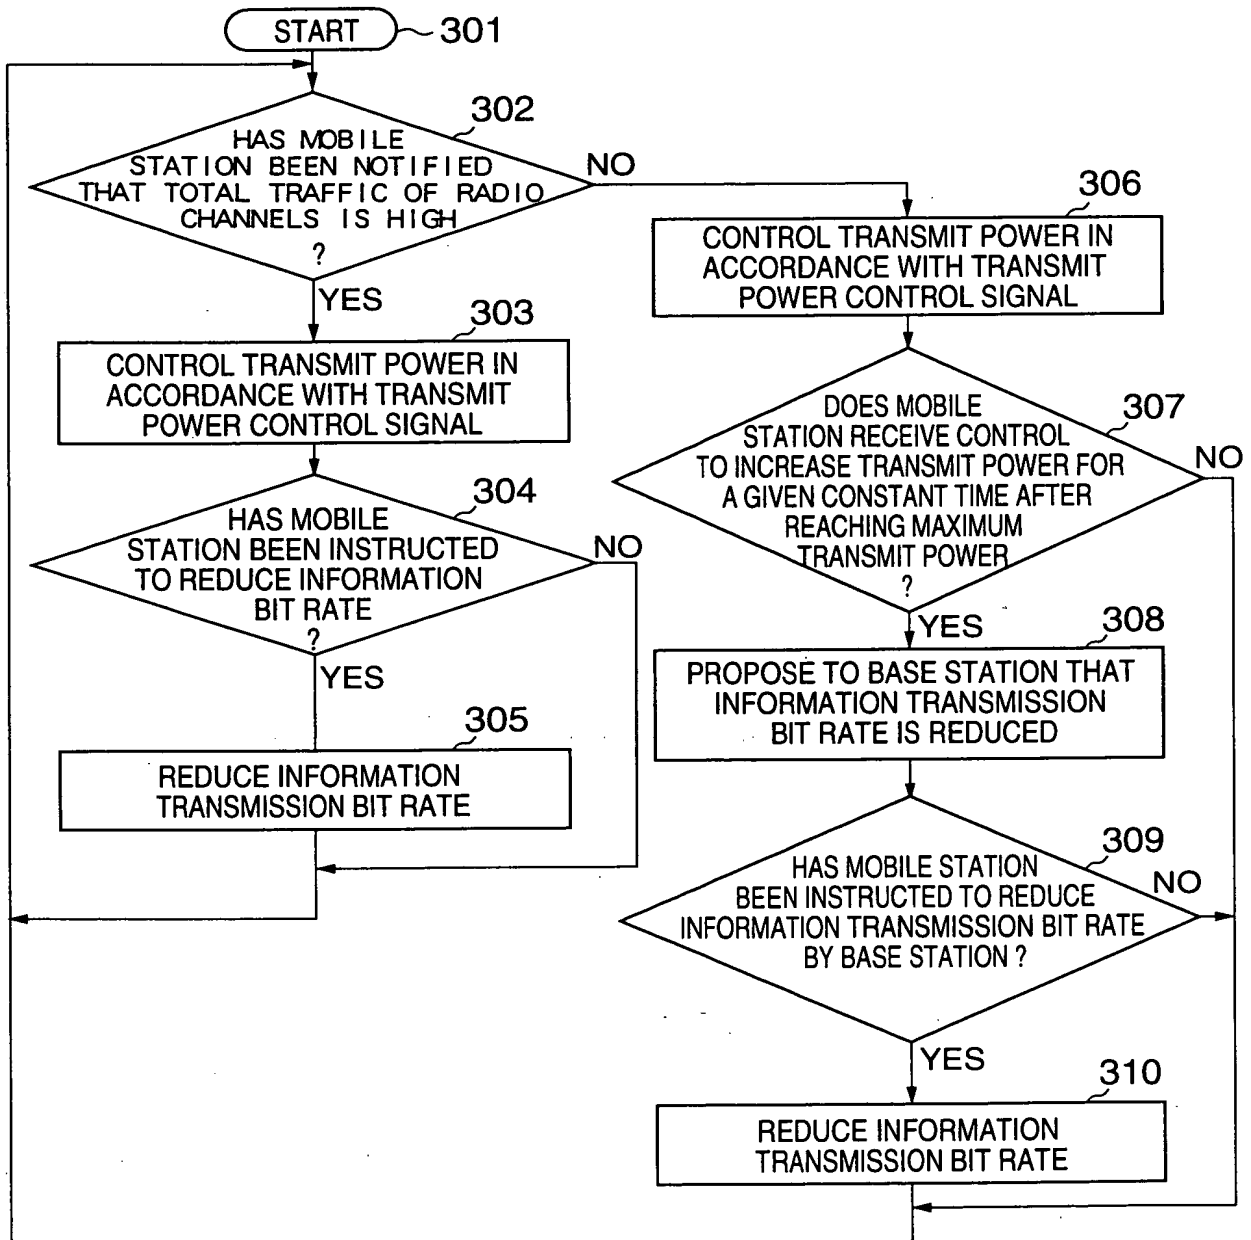 START
301
302
HAS MOBILE
STATION BEEN NOTIFIED
THAT TOTAL TRAFFIC OF RADIO
CHANNELS IS HIGH
?
NO
YES
303
CONTROL TRANSMIT POWER IN
ACCORDANCE WITH TRANSMIT
POWER CONTROL SIGNAL
304
HAS MOBILE
STATION BEEN INSTRUCTED
TO REDUCE INFORMATION
BIT RATE
?
NO
YES
305
REDUCE INFORMATION
TRANSMISSION BIT RATE
306
CONTROL TRANSMIT POWER IN
ACCORDANCE WITH TRANSMIT
POWER CONTROL SIGNAL
307
DOES MOBILE
STATION RECEIVE CONTROL
TO INCREASE TRANSMIT POWER FOR
A GIVEN CONSTANT TIME AFTER
REACHING MAXIMUM
TRANSMIT POWER
?
NO
YES
308
PROPOSE TO BASE STATION THAT
INFORMATION TRANSMISSION
BIT RATE IS REDUCED
309
HAS MOBILE STATION
BEEN INSTRUCTED TO REDUCE
INFORMATION TRANSMISSION BIT RATE
BY BASE STATION ?
NO
YES
310
REDUCE INFORMATION
TRANSMISSION BIT RATE